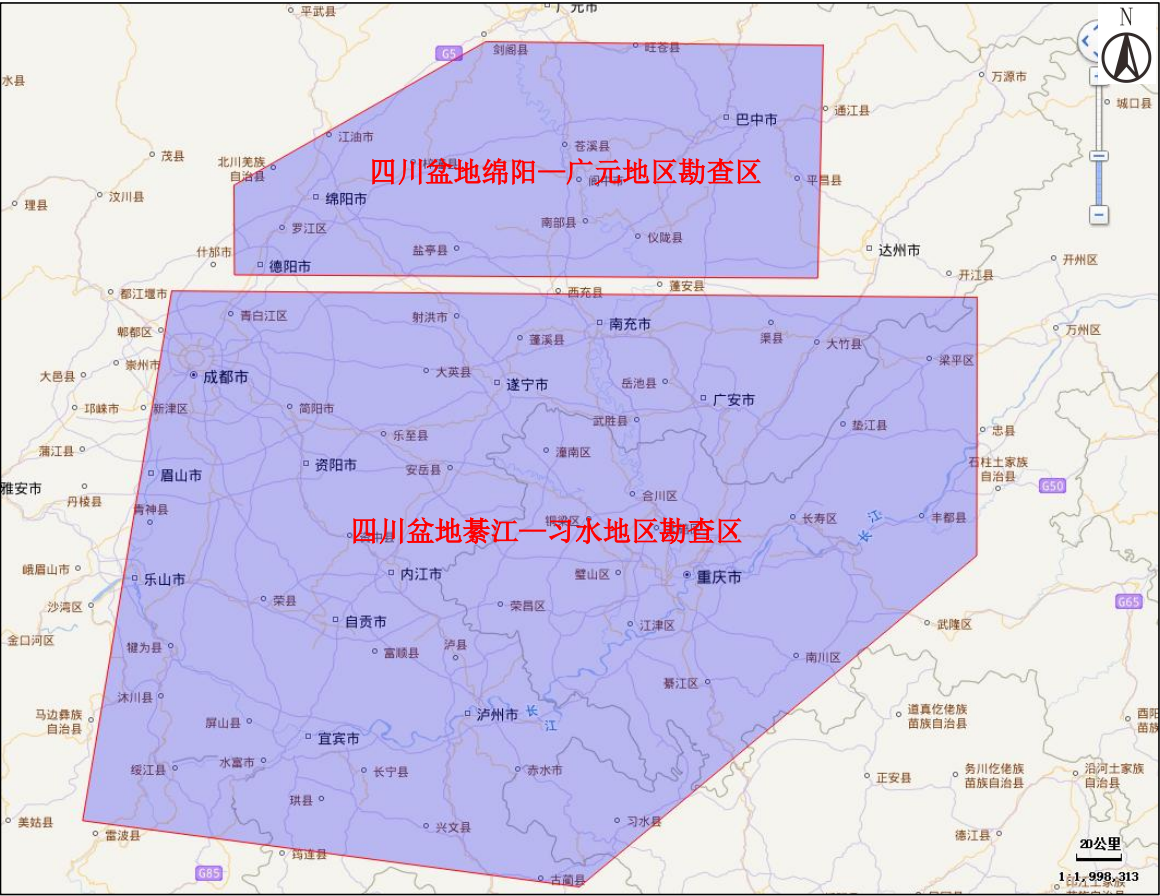 平武县
广元市
N
G5
剑阁县
旺苍县
万源市
水县
城口县
通江县
巴中市
江油市
苍溪县
茂县
北川羌族
自治县
四川盆地绵阳—广元地区勘查区
平昌县
汶川县
理县
绵阳市
南部县
罗江区
仪陇县
什邡市
盐亭县
达州市
德阳市
开江县
开州区
都江堰市
西充县
蓬安县
青白江区
射洪市
南充市
郫都区
蓬溪县
渠县
大竹县
万州区
崇州市
梁平区
大邑县
成都市
大英县
遂宁市
岳池县
广安市
邛崃市
新津区
简阳市
武胜县
垫江县
乐至县
忠县
蒲江县
潼南区
石柱土家族
自治县
眉山市
资阳市
安岳县
雅安市
丹棱县
合川区
G50
青神县
铜梁区
长寿区
长江
丰都县
四川盆地綦江—习水地区勘查区
峨眉山市
乐山市
内江市
璧山区
重庆市
沙湾区
荣县
荣昌区
G65
自贡市
江津区
武隆区
金口河区
犍为县
富顺县
泸县
南川区
沐川县
綦江区
马边彝族
自治县
屏山县
泸州市
长江
道真仡佬族
苗族自治县
酉阳
苗族
宜宾市
绥江县
水富市
长宁县
赤水市
正安县
务川仡佬族
苗族自治县
沿河土家族
自治县
珙县
美姑县
雷波县
兴文县
习水县
德江县
20公里
筠连县
G85
古蔺县
1:1,998,313